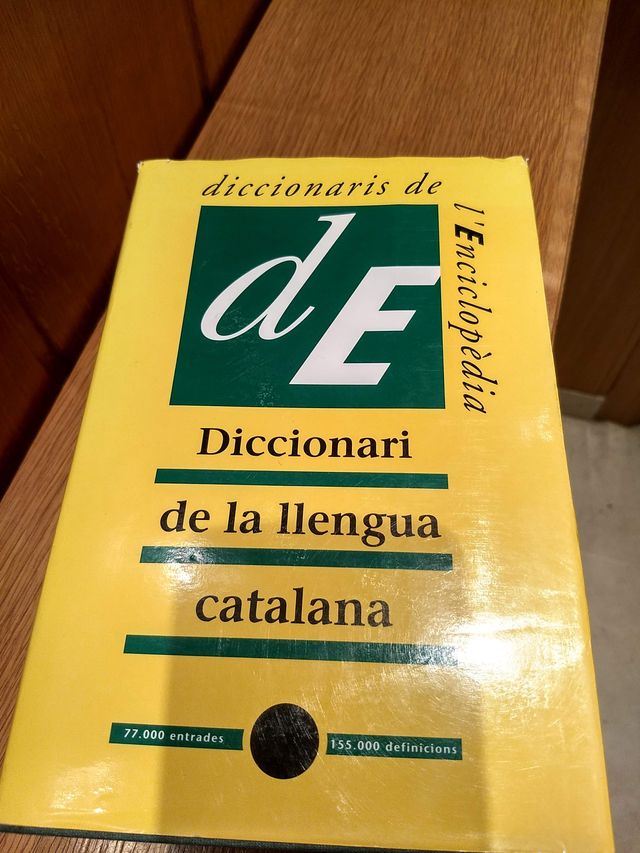 diccionaris de
l'Enciclopèdia
dE
Diccionari
de la llengua
catalana
77.000 entrades
155.000 definicions